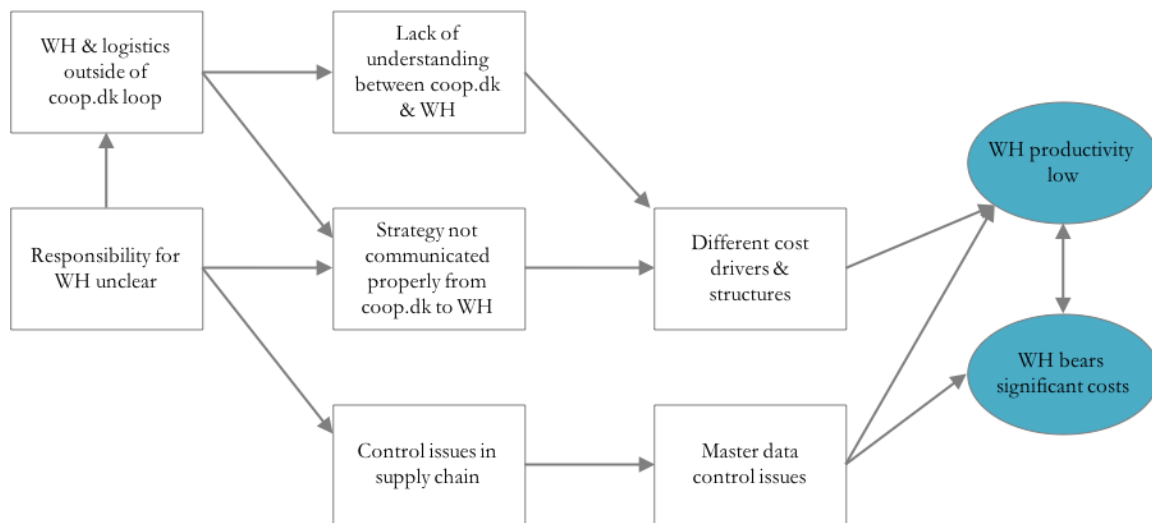 WH & logistics
outside of
coop.dk loop
Lack of
understanding
between coop.dk
& WH
WH productivity
low
Responsibility for
WH unclear
Strategy not
communicated
properly from
coop.dk to WH
Different cost
drivers &
structures
WH bears
significant costs
Control issues in
supply chain
Master data
control issues